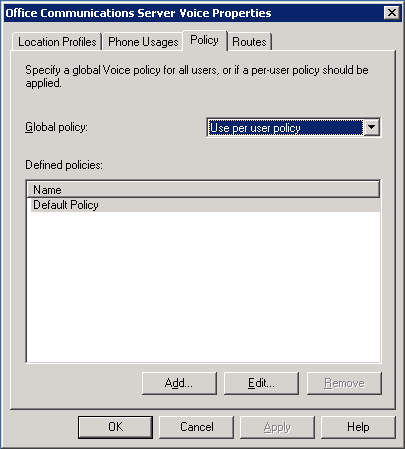 Office Communications Server Voice Properties
Location Profiles Phone Usages Policy Routes
Specify a global Voice policy for all users, or if a per-user policy should be
applied.
Global policy: Use per user policy
Defined policies:
Name
Default Policy
Add... Edit... Remove
OK Cancel Apply Help